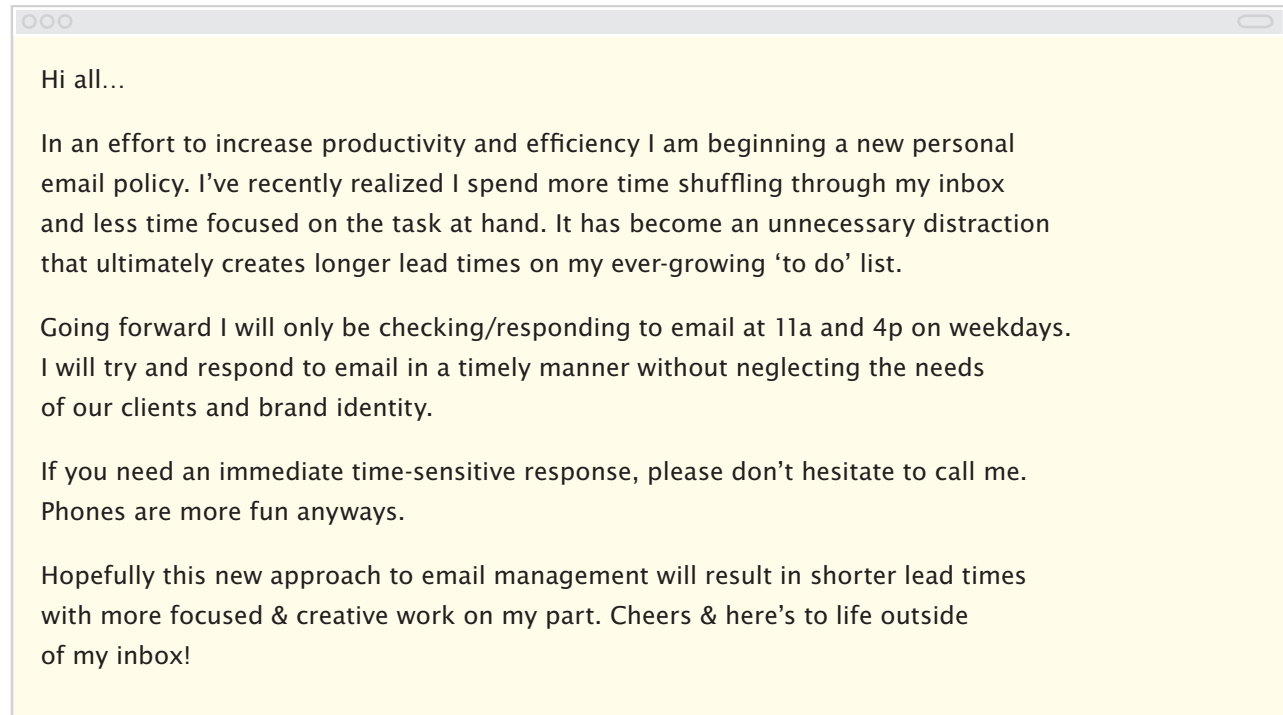 Hi all…
In an effort to increase productivity and efficiency I am beginning a new personal
email policy. I’ve recently realized I spend more time shuffling through my inbox
and less time focused on the task at hand. It has become an unnecessary distraction
that ultimately creates longer lead times on my ever-growing ‘to do’ list.
Going forward I will only be checking/responding to email at 11a and 4p on weekdays.
I will try and respond to email in a timely manner without neglecting the needs
of our clients and brand identity.
If you need an immediate time-sensitive response, please don’t hesitate to call me.
Phones are more fun anyways.
Hopefully this new approach to email management will result in shorter lead times
with more focused & creative work on my part. Cheers & here’s to life outside
of my inbox!